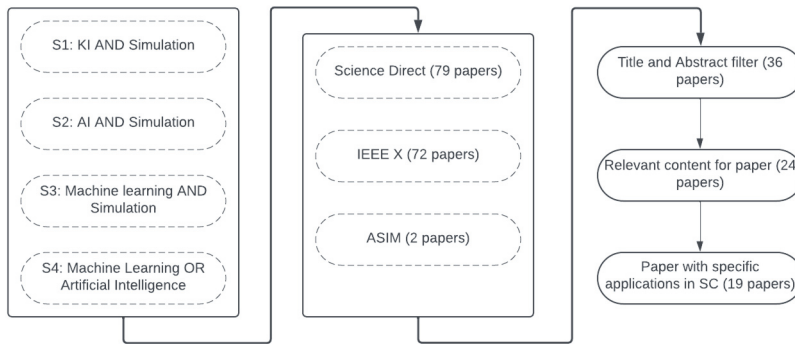 S1: KI AND Simulation
S2: AI AND Simulation
S3: Machine learning AND
Simulation
S4: Machine Learning OR
Artificial Intelligence
Science Direct (79 papers)
IEEE X (72 papers)
ASIM (2 papers)
Title and Abstract filter (36
papers)
Relevant content for paper (24
papers)
Paper with specific
applications in SC (19 papers)